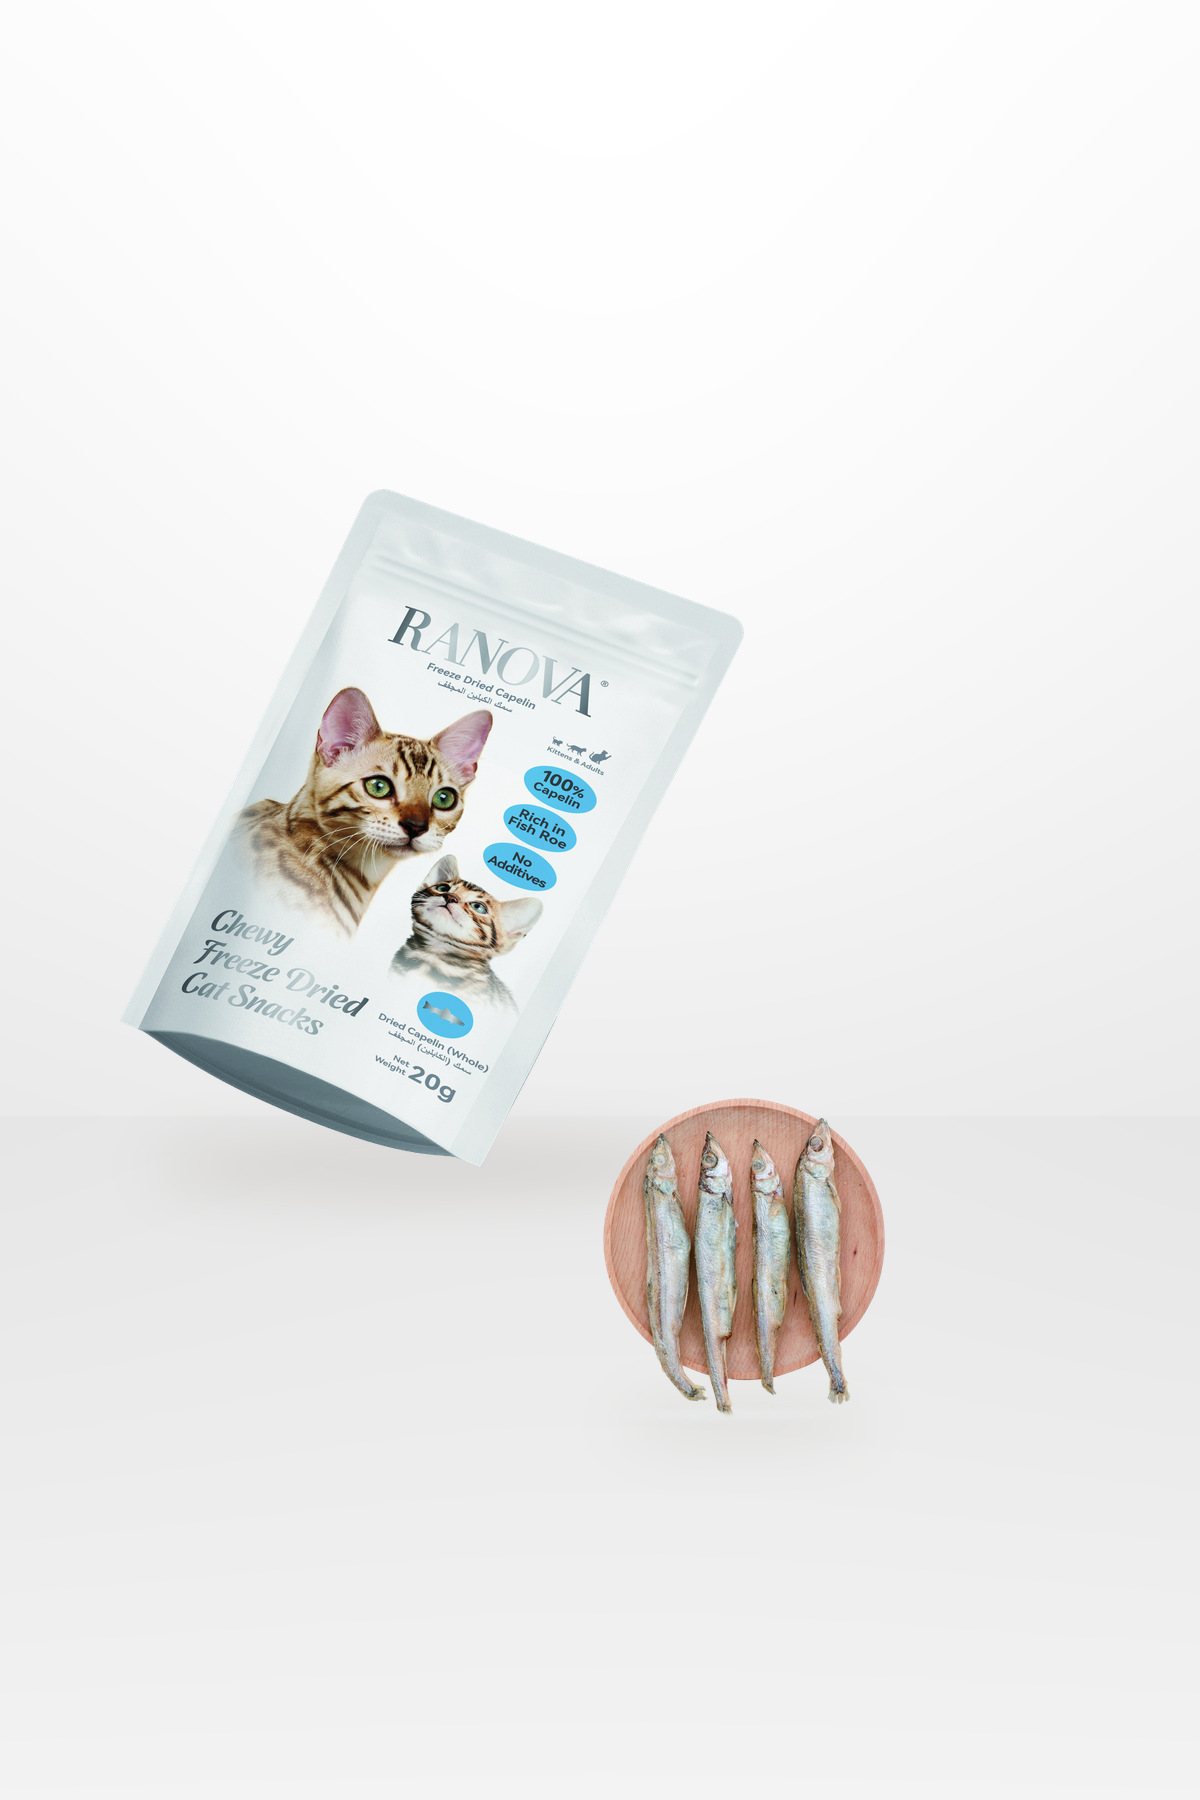 RANOVA®
Freeze Dried Capelin
سمك الكبلين المجفف
Kittens & Adults
100%
Capelin
Rich in
Fish Roe
No
Additives
Chewy
Freeze Dried
Cat Snacks
Dried Capelin (Whole)
سمك (الكابلين) المجفف
Net
Weight 20g